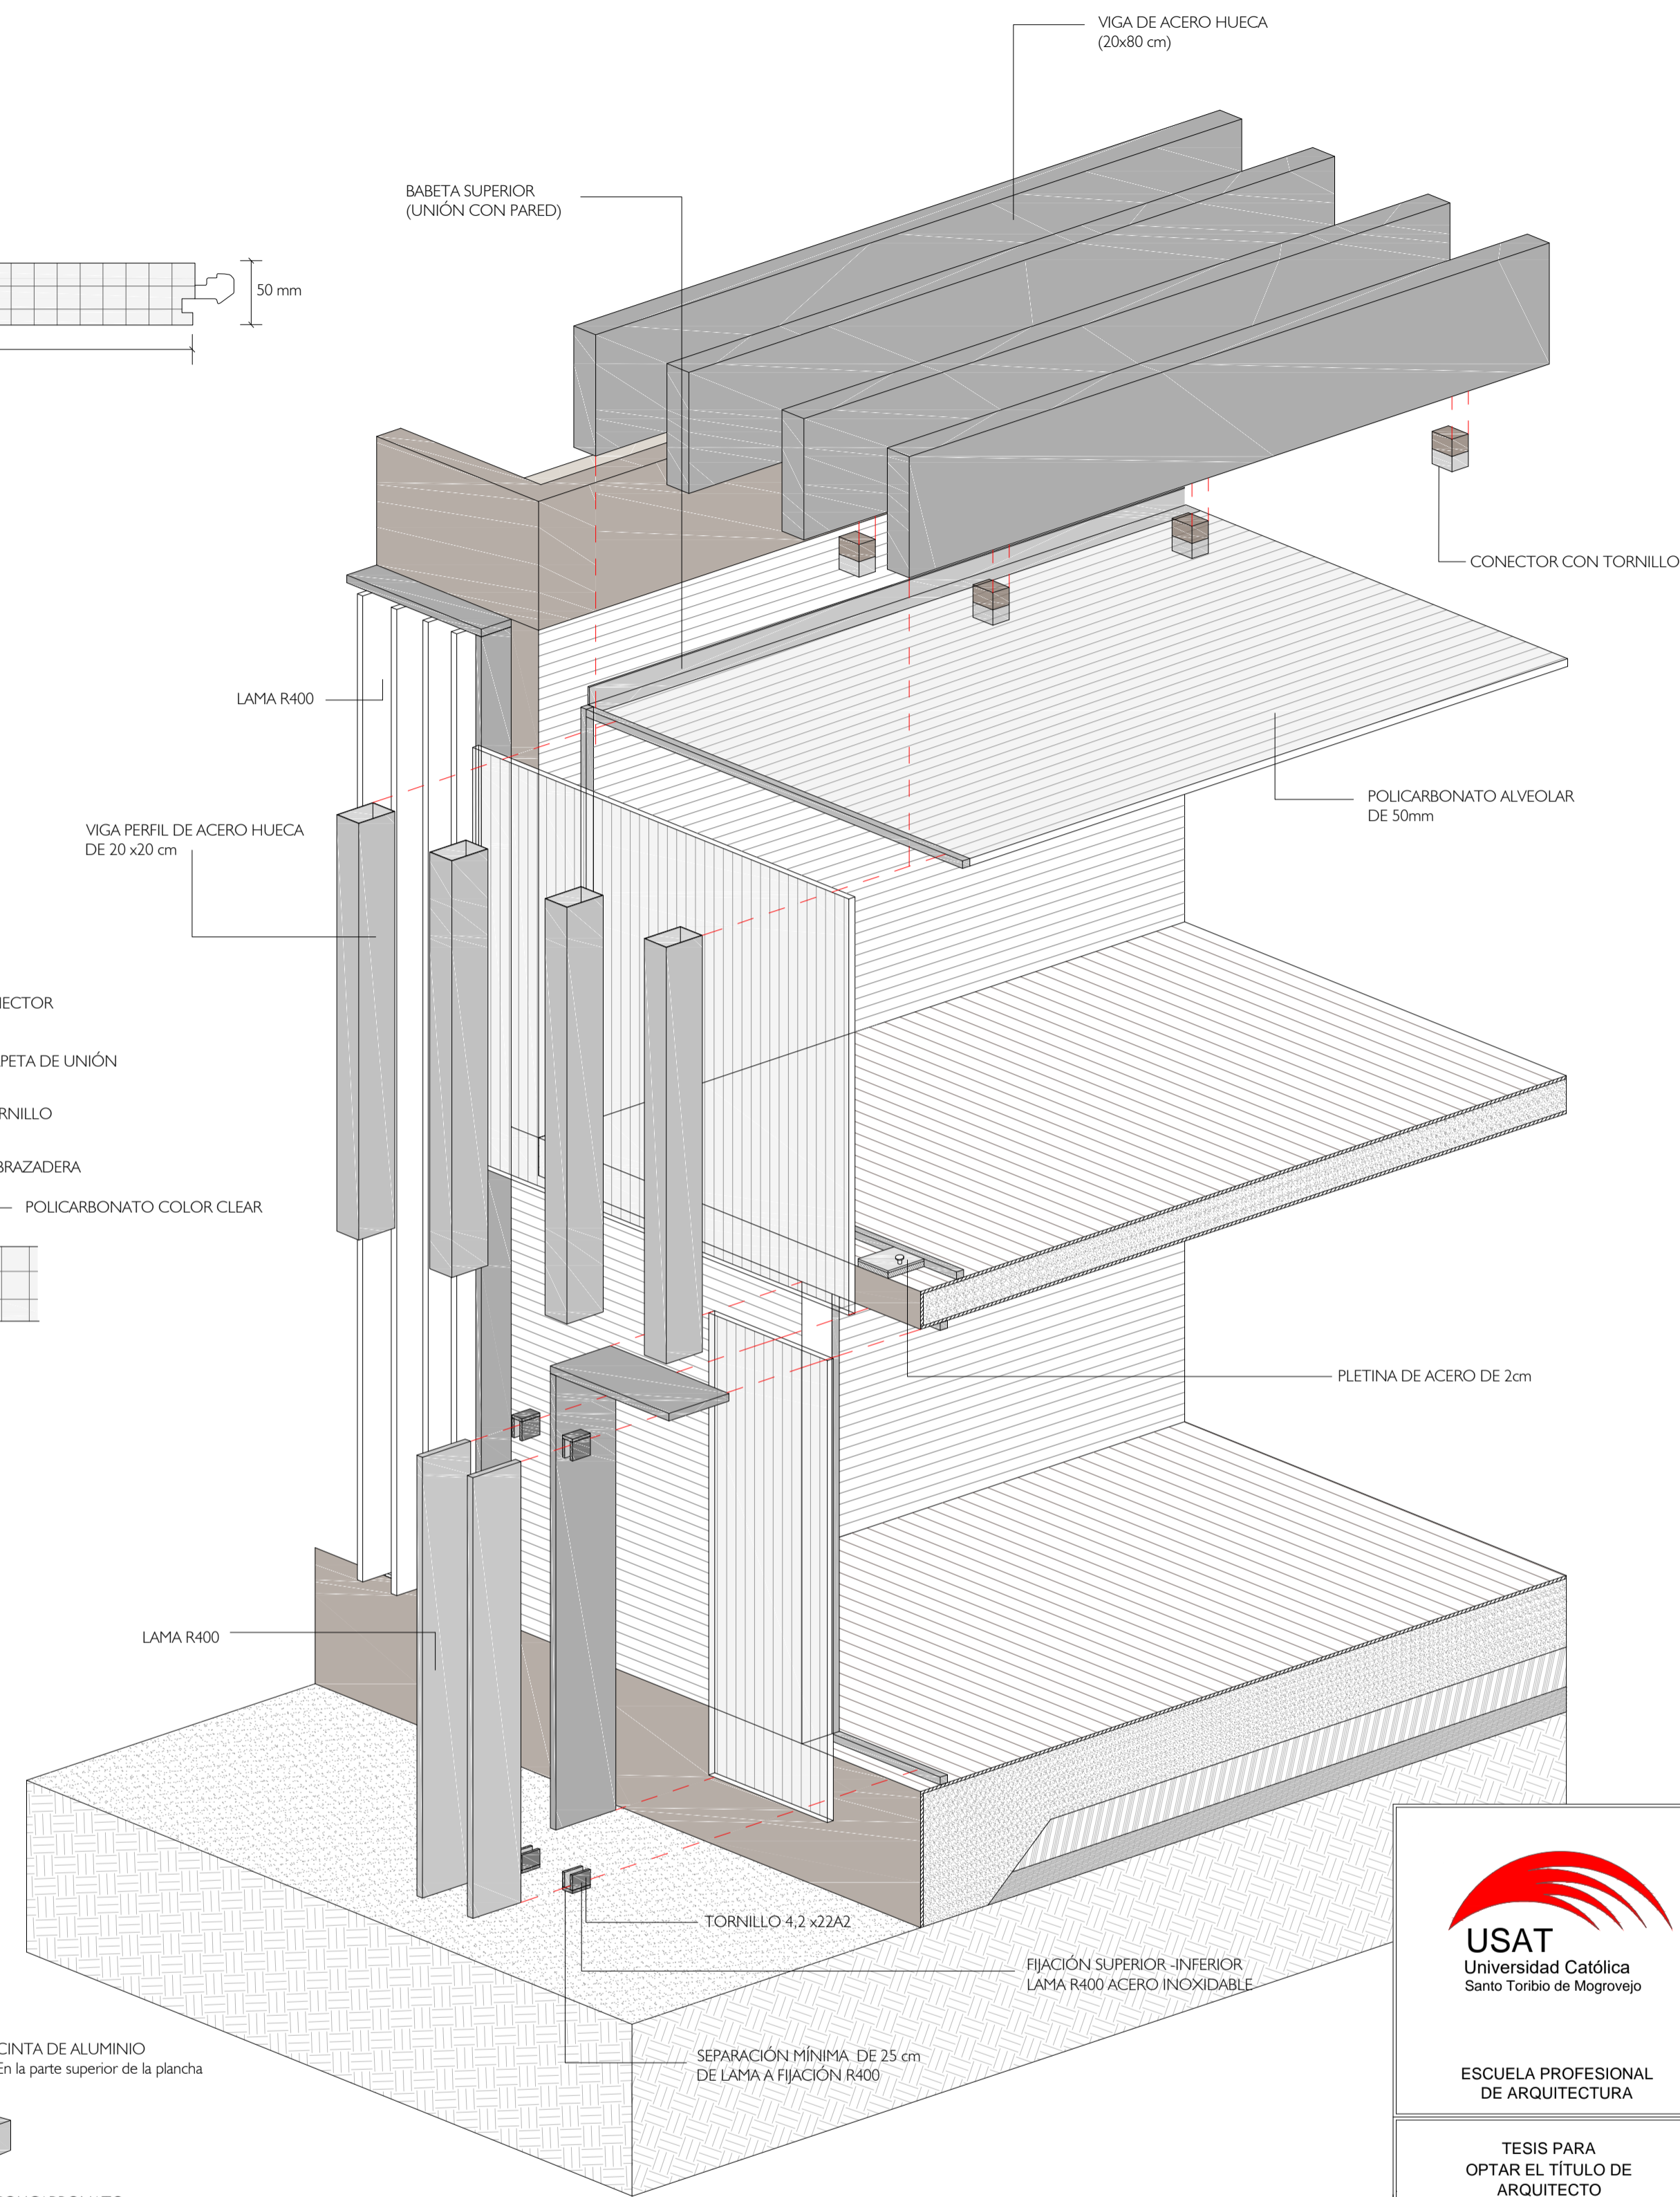 VIGA DE ACERO HUECA
(20x80 cm)
BABETA SUPERIOR
(UNIÓN CON PARED)
50 mm
CONECTOR CON TORNILLO
LAMA R400
POLICARBONATO ALVEOLAR
DE 50mm
VIGA PERFIL DE ACERO HUECA
DE 20 x20 cm
NECTOR
PETA DE UNIÓN
RNILLO
BRAZADERA
POLICARBONATO COLOR CLEAR
PLETINA DE ACERO DE 2cm
LAMA R400
TORNILLO 4,2 x22A2
FIJACIÓN SUPERIOR -INFERIOR
LAMA R400 ACERO INOXIDABLE
SEPARACIÓN MÍNIMA DE 25 cm
DE LAMA A FIJACIÓN R400
CINTA DE ALUMINIO
En la parte superior de la plancha
USAT
Universidad Católica
Santo Toribio de Mogrovejo
ESCUELA PROFESIONAL
DE ARQUITECTURA
TESIS PARA
OPTAR EL TÍTULO DE
ARQUITECTO